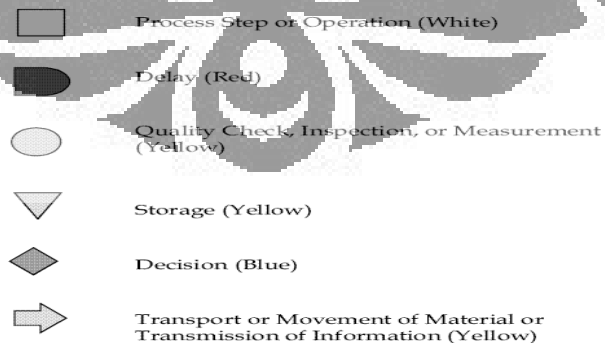 Process Step or Operation (White)
Delay (Red)
Quality Check, Inspection, or Measurement
(Yellow)
Storage (Yellow)
Decision (Blue)
Transport or Movement of Material or
Transmission of Information (Yellow)